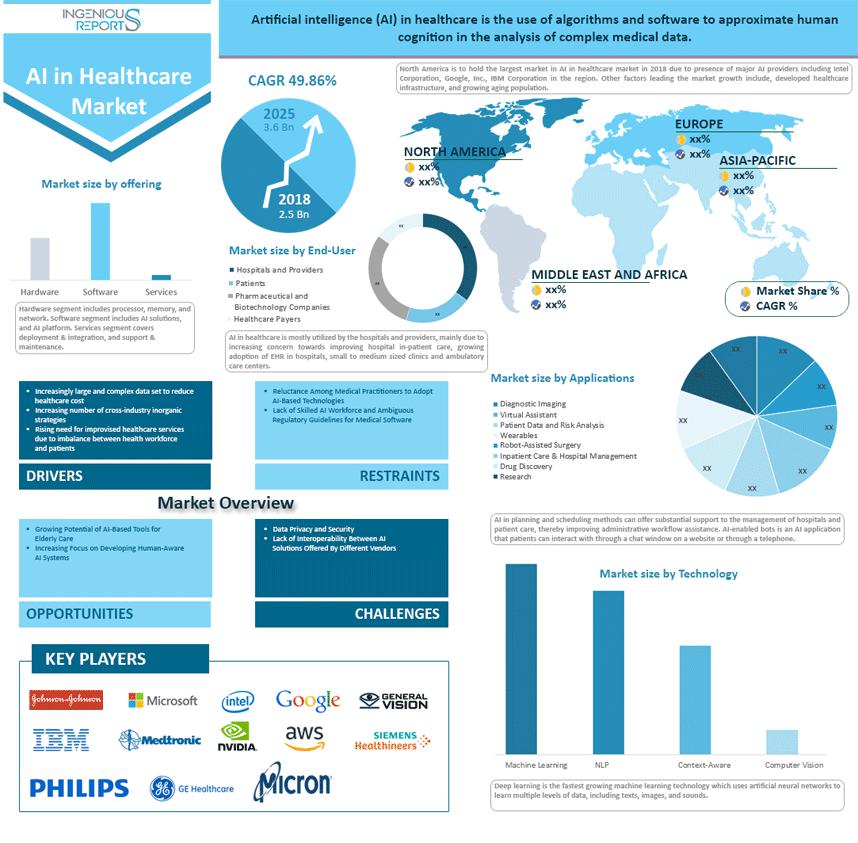 INGENIOUS
REPORTS
AI in Healthcare
Market
Artificial intelligence (AI) in healthcare is the use of algorithms and software to approximate human
cognition in the analysis of complex medical data.
North America is to hold the largest market in AI in healthcare market in 2018 due to presence of major AI providers including Intel
Corporation, Google, Inc., IBM Corporation in the region. Other factors leading the market growth include, developed healthcare
infrastructure, and growing aging population.
CAGR 49.86%
2025
3.6 Bn
2018
2.5 Bn
NORTH AMERICA
xx%
xx%
EUROPE
xx%
xx%
ASIA-PACIFIC
xx%
xx%
MIDDLE EAST AND AFRICA
xx%
xx%
Market Share %
CAGR %
Market size by offering
Hardware
Software
Services
Hardware segment includes processor, memory, and
network. Software segment includes AI solutions,
and AI platform. Services segment covers
deployment & integration, and support &
maintenance.
Market size by End-User
Hospitals and Providers
Patients
Pharmaceutical and
Biotechnology Companies
Healthcare Payers
xx
xx
xx
xx
AI in healthcare is mostly utilized by the hospitals and providers, mainly due to
increasing concern towards improving hospital in-patient care, growing
adoption of EHR in hospitals, small to medium sized clinics and ambulatory
care centers.
• Increasingly large and complex data set to reduce
healthcare cost
• Increasing number of cross-industry inorganic
strategies
• Rising need for improvised healthcare services
due to imbalance between health workforce
and patients
DRIVERS
• Reluctance Among Medical Practitioners to Adopt
AI-Based Technologies
• Lack of Skilled AI Workforce and Ambiguous
Regulatory Guidelines for Medical Software
RESTRAINTS
Market Overview
• Growing Potential of AI-Based Tools for
Elderly Care
• Increasing Focus on Developing Human-Aware
AI Systems
OPPORTUNITIES
• Data Privacy and Security
• Lack of Interoperability Between AI
Solutions Offered By Different Vendors
CHALLENGES
Market size by Applications
Diagnostic Imaging
Virtual Assistant
Patient Data and Risk Analysis
Wearables
Robot-Assisted Surgery
Inpatient Care & Hospital Management
Drug Discovery
Research
xx
xx
xx
xx
xx
xx
xx
xx
xx
AI in planning and scheduling methods can offer substantial support to the management of hospitals and
patient care, thereby improving administrative workflow assistance. AI-enabled bots is an AI application
that patients can interact with through a chat window on a website or through a telephone.
Market size by Technology
Machine Learning
NLP
Context-Aware
Computer Vision
Deep learning is the fastest growing machine learning technology which uses artificial neural networks to
learn multiple levels of data, including texts, images, and sounds.
KEY PLAYERS
Johnson & Johnson
Microsoft
intel
Google
GENERAL
VISION
IBM
Medtronic
NVIDIA.
aws
SIEMENS
Healthineers
PHILIPS
GE Healthcare
Micron